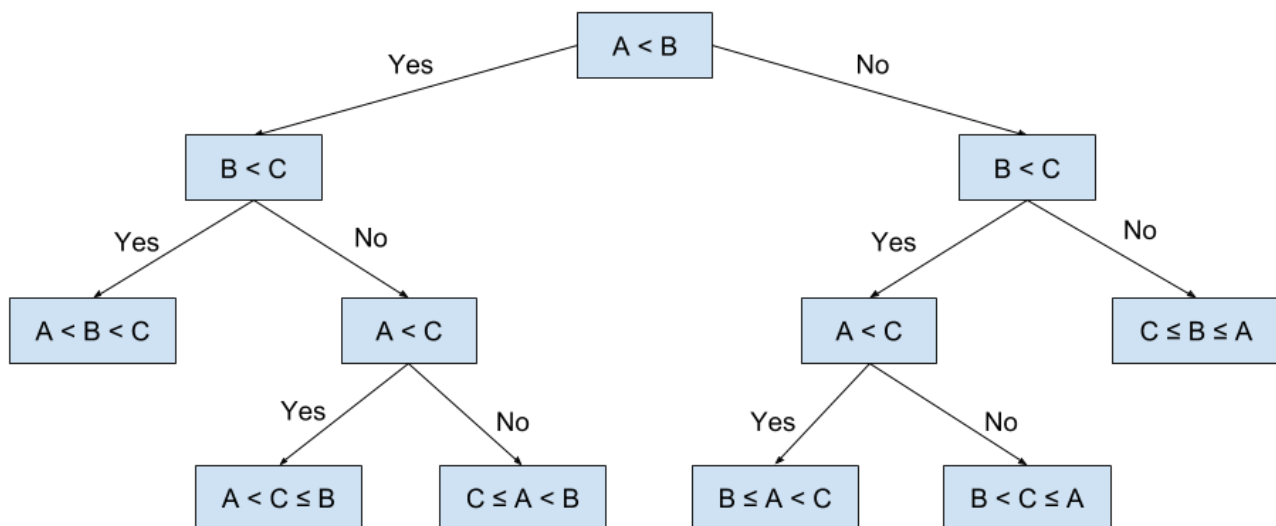 A < B
Yes
No
B < C
B < C
Yes
No
Yes
No
A < B < C
A < C
A < C
C ≤ B ≤ A
Yes
No
Yes
No
A < C ≤ B
C ≤ A < B
B ≤ A < C
B < C ≤ A